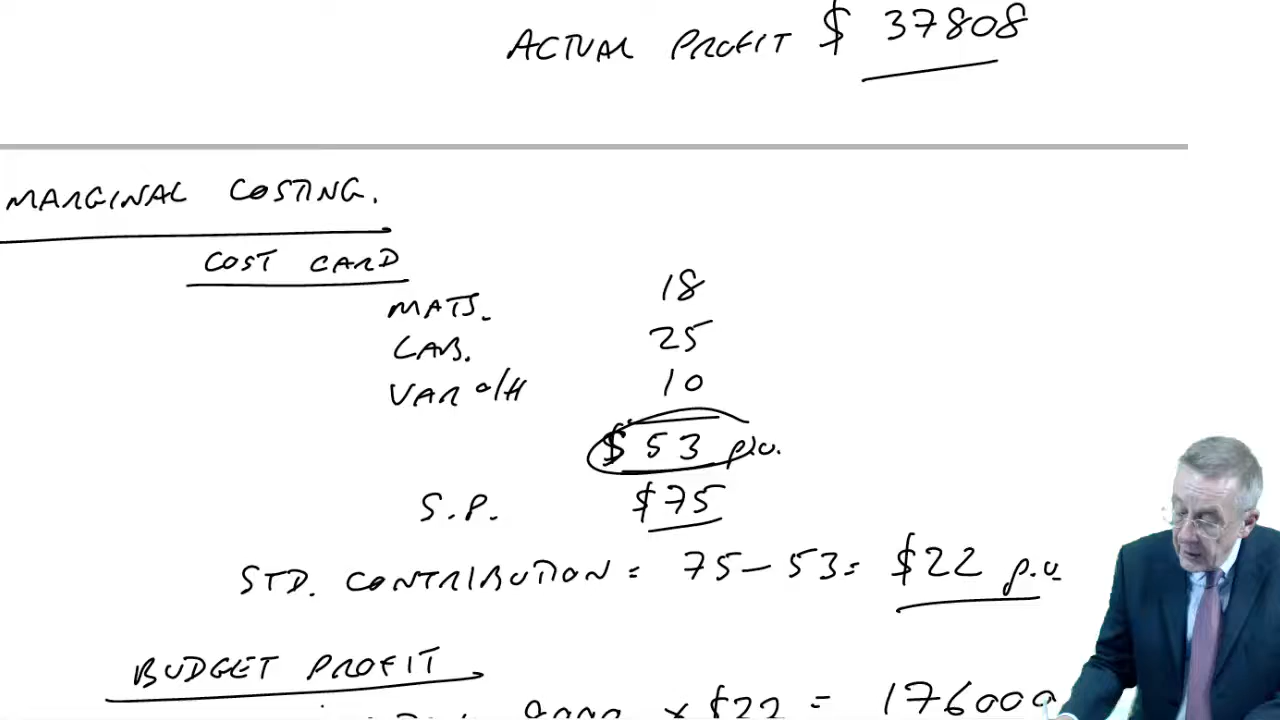 ACTUAL PROFIT $ 37808
MARGINAL COSTING.
COST CARD
MATS. 18
LAB. 25
VAR O/H 10
$ 53 p.u.
S.P. $75
STD. CONTRIBUTION = 75 - 53 = $22 p.u.
BUDGET PROFIT
x $22 = 176000